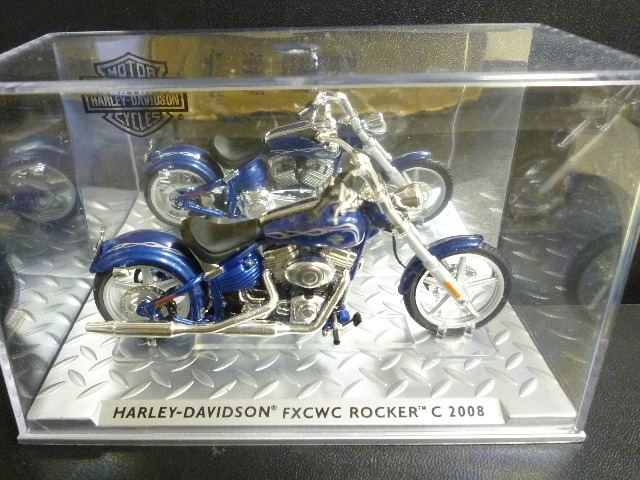 MOTOR
HARLEY-DAVIDSON
CYCLES ®
HARLEY-DAVIDSON® FXCWC ROCKER™ C 2008